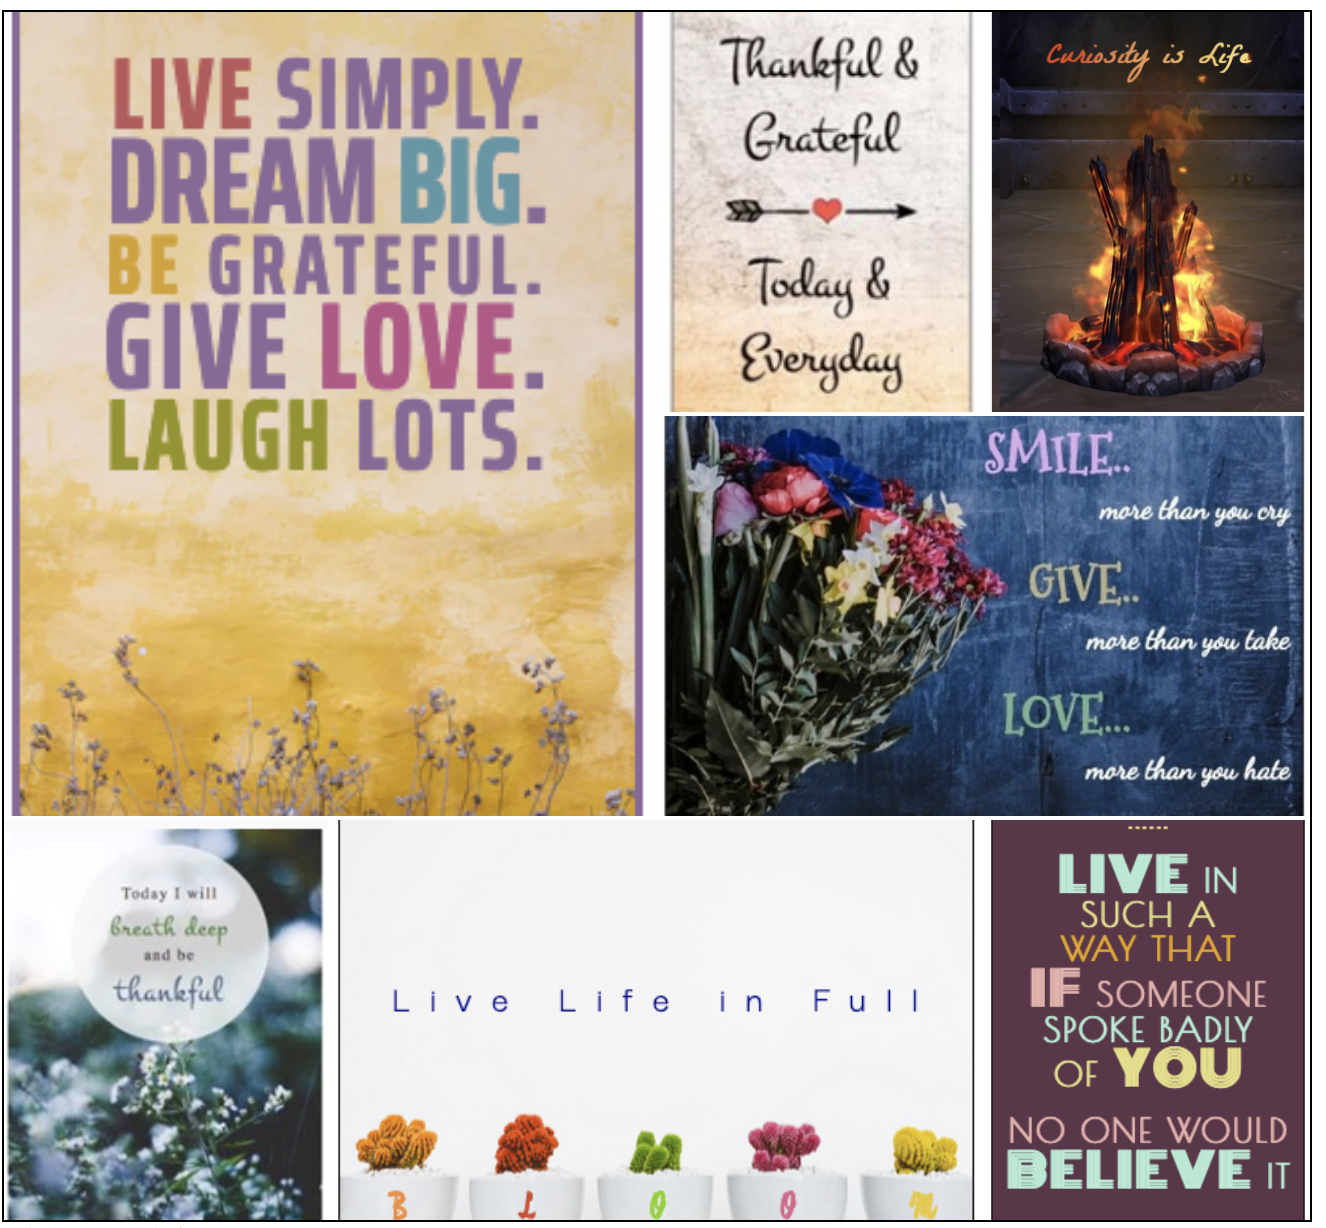 LIVE SIMPLY.
DREAM BIG.
BE GRATEFUL.
GIVE LOVE.
LAUGH LOTS.
Thankful &
Grateful
Today &
Everyday
Curiosity is Life
SMILE..
more than you cry
GIVE..
more than you take
LOVE...
more than you hate
Today I will
breath deep
and be
thankful
Live Life in Full
B L O O M
LIVE IN
SUCH A
WAY THAT
IF SOMEONE
SPOKE BADLY
OF YOU
NO ONE WOULD
BELIEVE IT